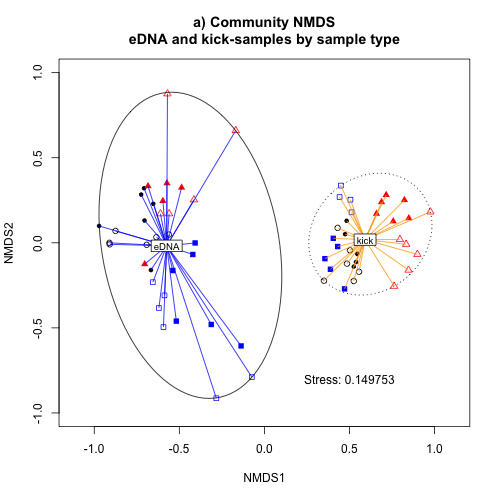 a) Community NMDS
eDNA and kick-samples by sample type
1.0
0.5
0.0
-0.5
-1.0
NMDS2
eDNA
kick
Stress: 0.149753
-1.0
-0.5
0.0
0.5
1.0
NMDS1